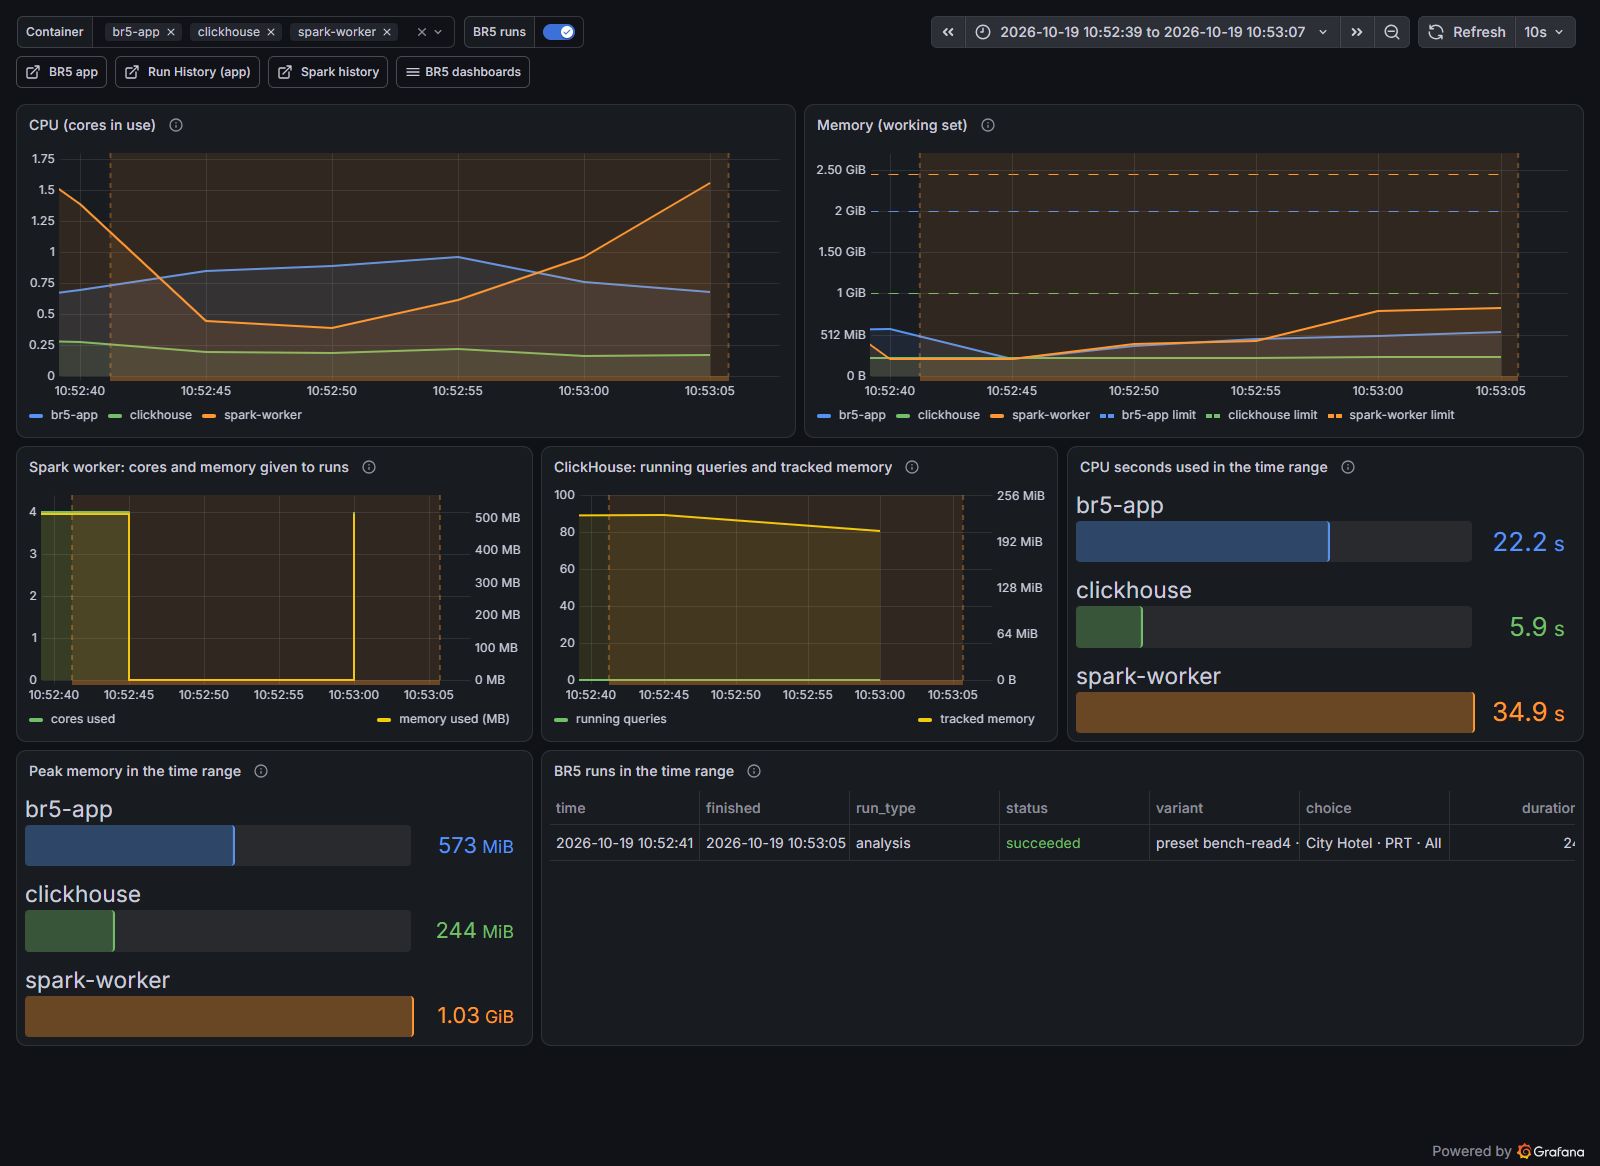 Container br5-app clickhouse spark-worker BR5 runs 2026-10-19 10:52:39 to 2026-10-19 10:53:07 Refresh 10s
BR5 app Run History (app) Spark history BR5 dashboards
CPU (cores in use)
1.75
1.5
1.25
1
0.75
0.5
0.25
0
10:52:40 10:52:45 10:52:50 10:52:55 10:53:00 10:53:05
br5-app clickhouse spark-worker
Memory (working set)
2.50 GiB
2 GiB
1.50 GiB
1 GiB
512 MiB
0 B
10:52:40 10:52:45 10:52:50 10:52:55 10:53:00 10:53:05
br5-app clickhouse spark-worker br5-app limit clickhouse limit spark-worker limit
Spark worker: cores and memory given to runs
4
3
2
1
0
500 MB
400 MB
300 MB
200 MB
100 MB
0 MB
10:52:40 10:52:45 10:52:50 10:52:55 10:53:00 10:53:05
cores used memory used (MB)
ClickHouse: running queries and tracked memory
100
80
60
40
20
0
256 MiB
192 MiB
128 MiB
64 MiB
0 B
10:52:40 10:52:45 10:52:50 10:52:55 10:53:00 10:53:05
running queries tracked memory
CPU seconds used in the time range
br5-app
22.2 s
clickhouse
5.9 s
spark-worker
34.9 s
Peak memory in the time range
br5-app
573 MiB
clickhouse
244 MiB
spark-worker
1.03 GiB
BR5 runs in the time range
time finished run_type status variant choice duration
2026-10-19 10:52:41 2026-10-19 10:53:05 analysis succeeded preset bench-read4 · City Hotel · PRT · All
Powered by Grafana